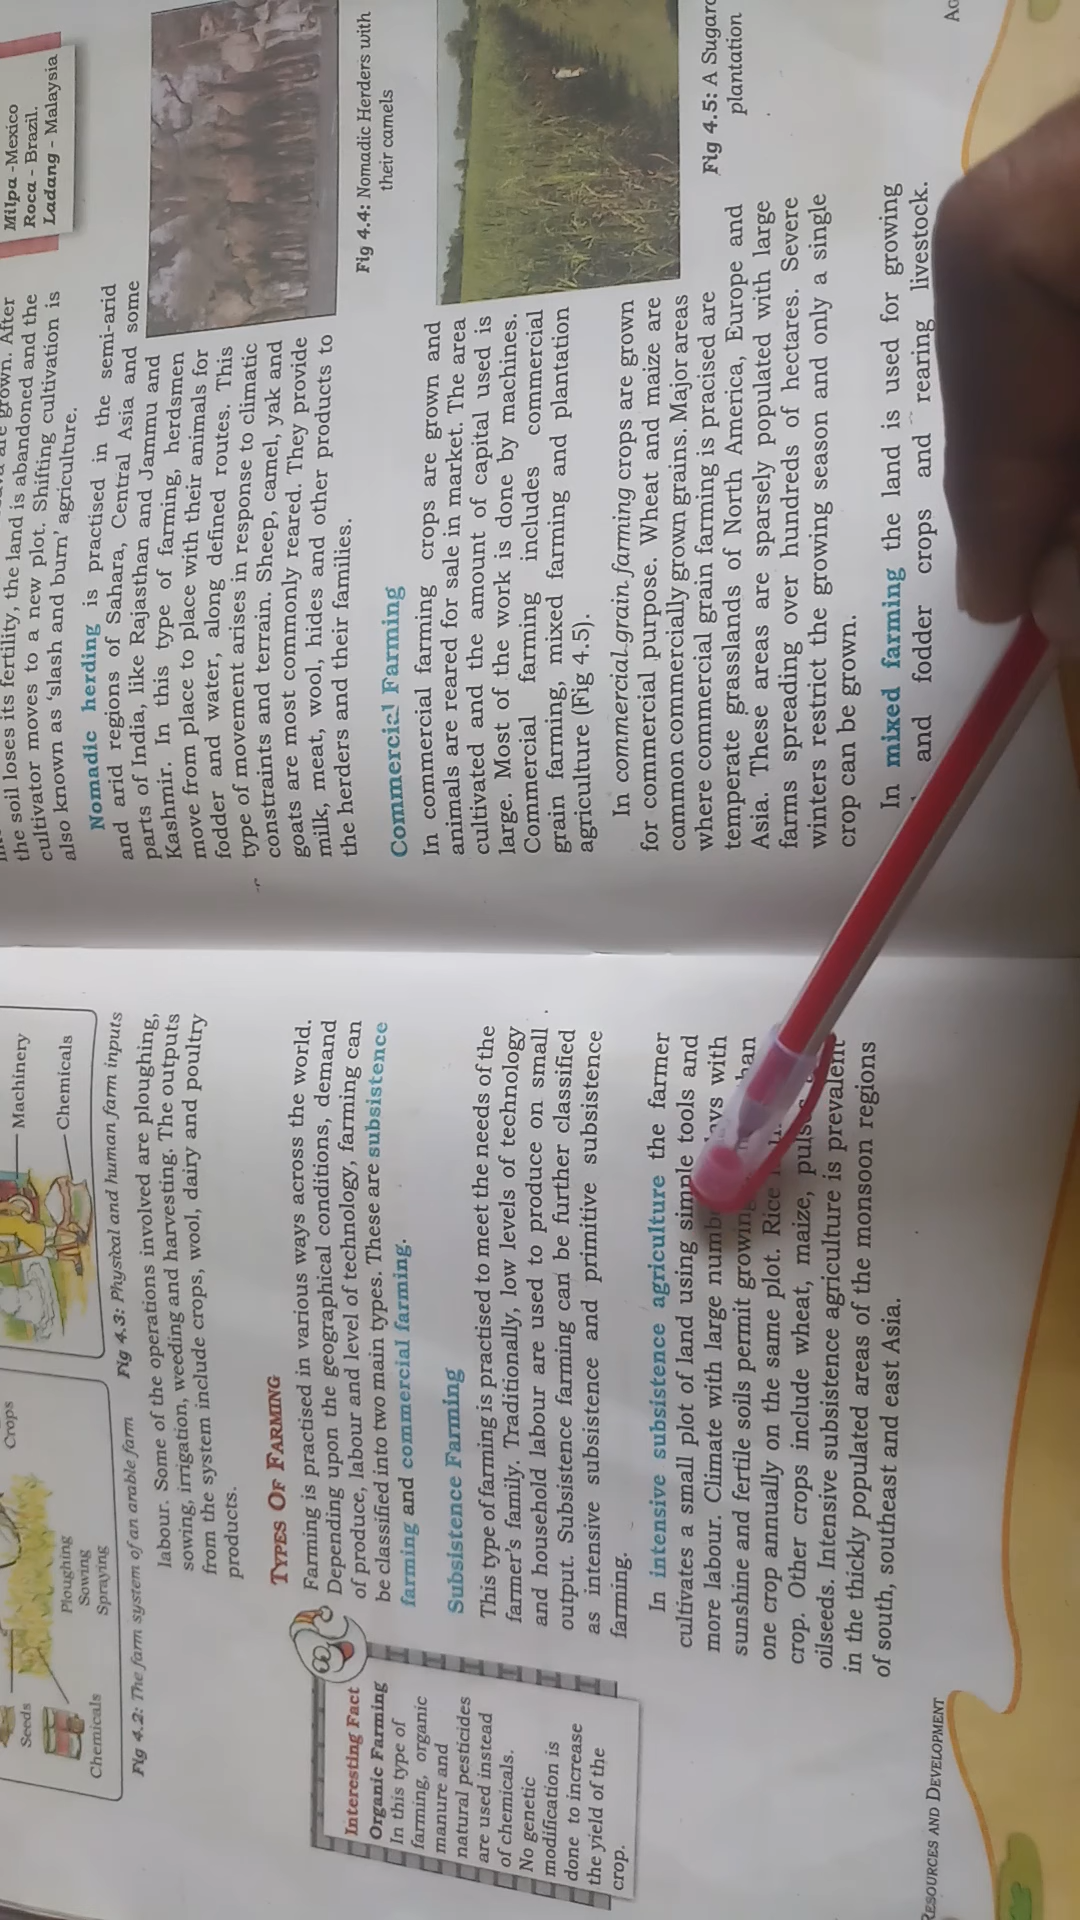 Seeds
Chemicals
Ploughing
Sowing
Spraying
Crops
Fig 4.2: The farm system of an arable farm
Machinery
Chemicals
Fig 4.3: Physical and human farm inputs
labour. Some of the operations involved are ploughing,
sowing, irrigation, weeding and harvesting. The outputs
from the system include crops, wool, dairy and poultry
products.
TYPES OF FARMING
Farming is practised in various ways across the world.
Depending upon the geographical conditions, demand
of produce, labour and level of technology, farming can
be classified into two main types. These are subsistence
farming and commercial farming.
Subsistence Farming
This type of farming is practised to meet the needs of the
farmer's family. Traditionally, low levels of technology
and household labour are used to produce on small
output. Subsistence farming can be further classified
as intensive subsistence and primitive subsistence
farming.
In intensive subsistence agriculture the farmer
cultivates a small plot of land using simple tools and
more labour. Climate with large with
sunshine and fertile soils permit
one crop annually on the same plot. Rice
crop. Other crops include wheat, maize,
oilseeds. Intensive subsistence agriculture is prevalent
in the thickly populated areas of the monsoon regions
of south, southeast and east Asia.
Interesting Fact
Organic Farming
In this type of
farming, organic
manure and
natural pesticides
are used instead
of chemicals.
No genetic
modification is
done to increase
the yield of the
crop.
RESOURCES AND DEVELOPMENT
grown. After
the soil loses its fertility, the land is abandoned and the
cultivator moves to a new plot. Shifting cultivation is
also known as 'slash and burn' agriculture.
Nomadic herding is practised in the semi-arid
and arid regions of Sahara, Central Asia and some
parts of India, like Rajasthan and Jammu and
Kashmir. In this type of farming, herdsmen
move from place to place with their animals for
fodder and water, along defined routes. This
type of movement arises in response to climatic
constraints and terrain. Sheep, camel, yak and
goats are most commonly reared. They provide
milk, meat, wool, hides and other products to
the herders and their families.
Commercial Farming
In commercial farming crops are grown and
animals are reared for sale in market. The area
cultivated and the amount of capital used is
large. Most of the work is done by machines.
Commercial farming includes commercial
grain farming, mixed farming and plantation
agriculture (Fig 4.5).
In commercial grain farming crops are grown
for commercial purpose. Wheat and maize are
common commercially grown grains. Major areas
where commercial grain farming is practised are
temperate grasslands of North America, Europe and
Asia. These areas are sparsely populated with large
farms spreading over hundreds of hectares. Severe
winters restrict the growing season and only a single
crop can be grown.
In mixed farming the land is used for growing
and fodder crops and rearing livestock.
Milpa -Mexico
Roca - Brazil.
Ladang - Malaysia
Fig 4.4: Nomadic Herders with
their camels
Fig 4.5: A
plantation